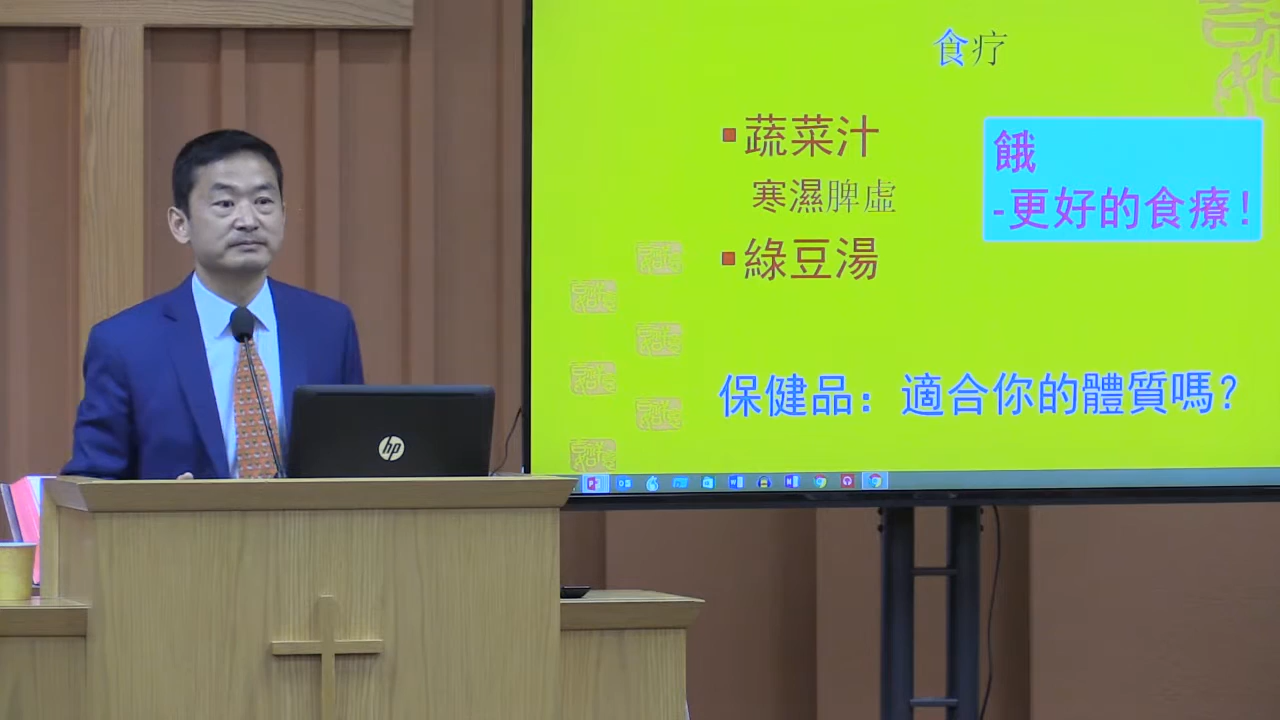 食疗
蔬菜汁
寒濕脾虛
綠豆湯
餓
-更好的食療!
保健品:適合你的體質嗎?
hp